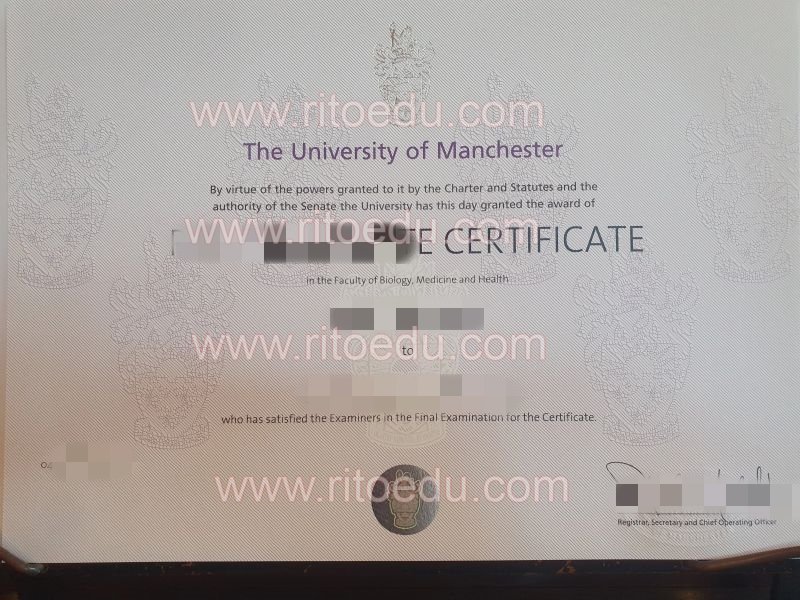 www.ritoedu.com
The University of Manchester
By virtue of the powers granted to it by the Charter and Statutes and the
authority of the Senate the University has this day granted the award of
www.ritoedu.com
CERTIFICATE
in the Faculty of Biology, Medicine and Health
www.ritoedu.com
to
who has satisfied the Examiners in the Final Examination for the Certificate.
04
www.ritoedu.com
Registrar, Secretary and Chief Operating Officer